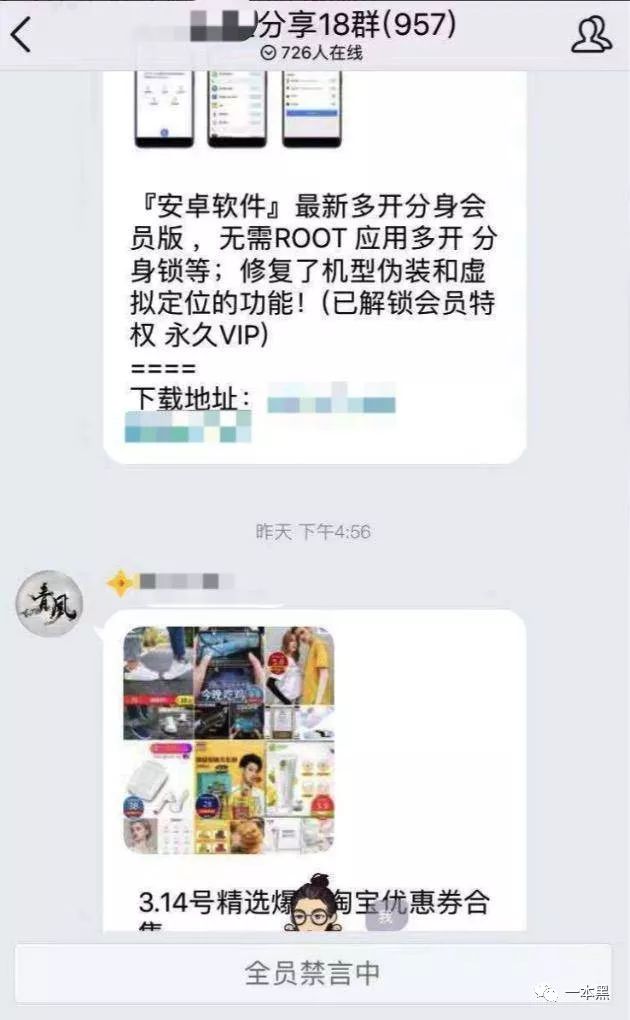 分享18群(957)
726人在线
『安卓软件』最新多开分身会
员版 ，无需ROOT 应用多开 分
身锁等；修复了机型伪装和虚
拟定位的功能！(已解锁会员特
权 永久VIP)
====
下载地址：
昨天 下午4:56
青风
今晚吃鸡
3.14号精选爆 淘宝优惠券合
集
我
全员禁言中
一本黑